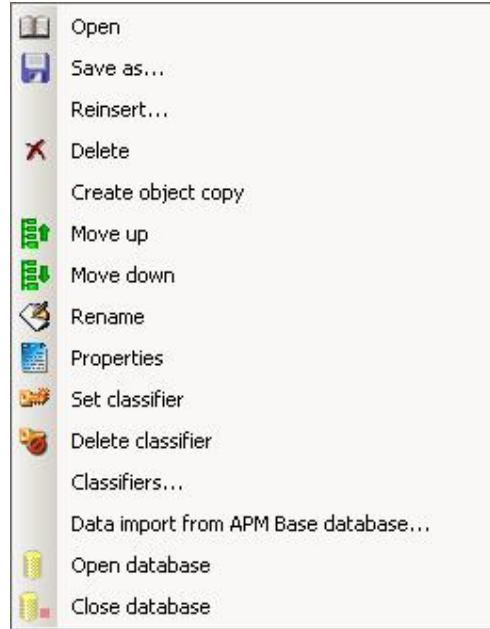 Open
Save as...
Reinsert...
Delete
Create object copy
Move up
Move down
Rename
Properties
Set classifier
Delete classifier
Classifiers...
Data import from APM Base database...
Open database
Close database